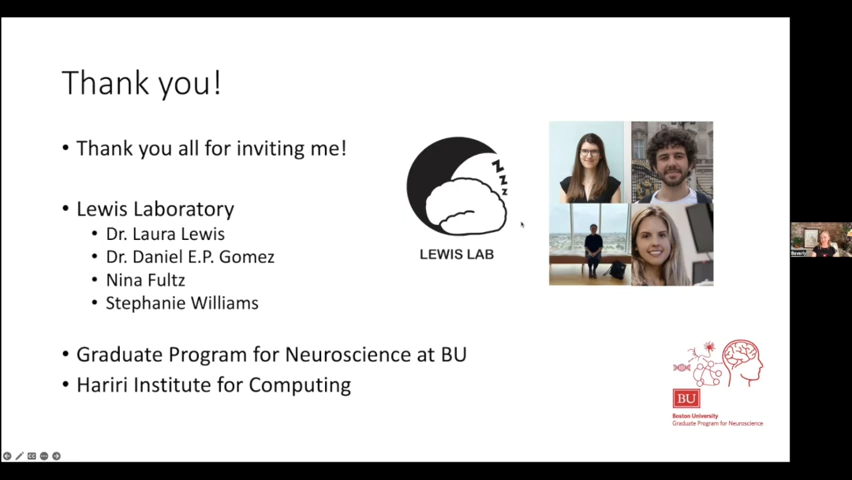 Thank you!
• Thank you all for inviting me!
• Lewis Laboratory
• Dr. Laura Lewis
• Dr. Daniel E.P. Gomez
• Nina Fultz
• Stephanie Williams
• Graduate Program for Neuroscience at BU
• Hariri Institute for Computing
z
z
z
LEWIS LAB
BU
Boston University
Graduate Program for Neuroscience